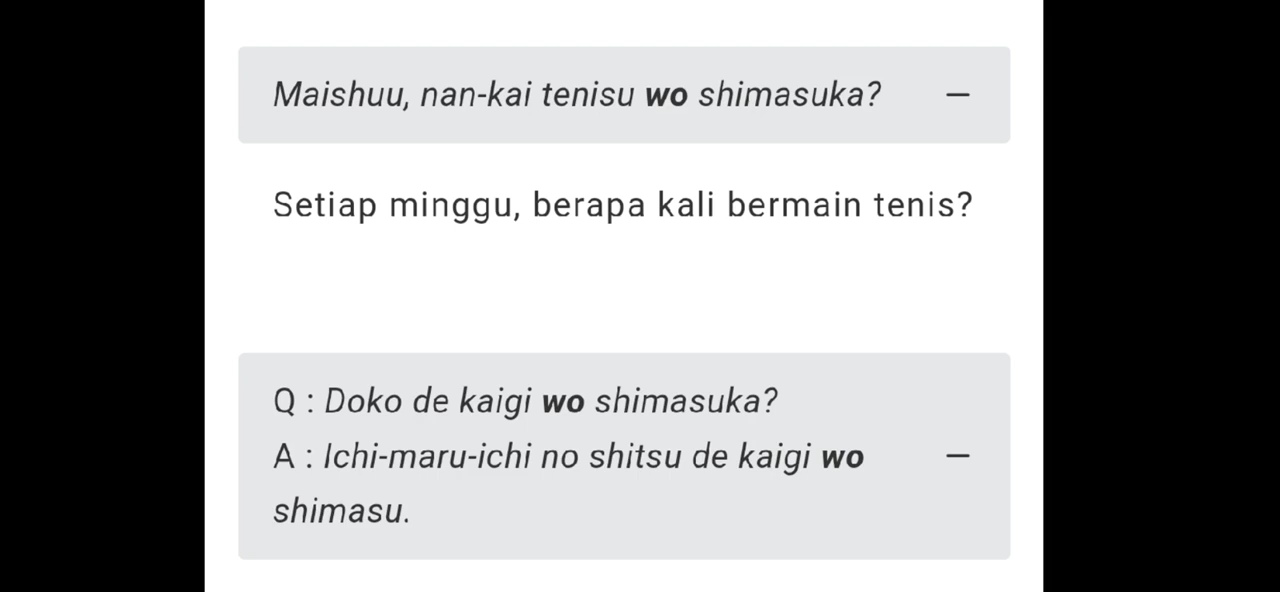 Maishuu, nan-kai tenisu wo shimasuka?
Setiap minggu, berapa kali bermain tenis?
Q : Doko de kaigi wo shimasuka?
A : Ichi-maru-ichi no shitsu de kaigi wo
shimasu.